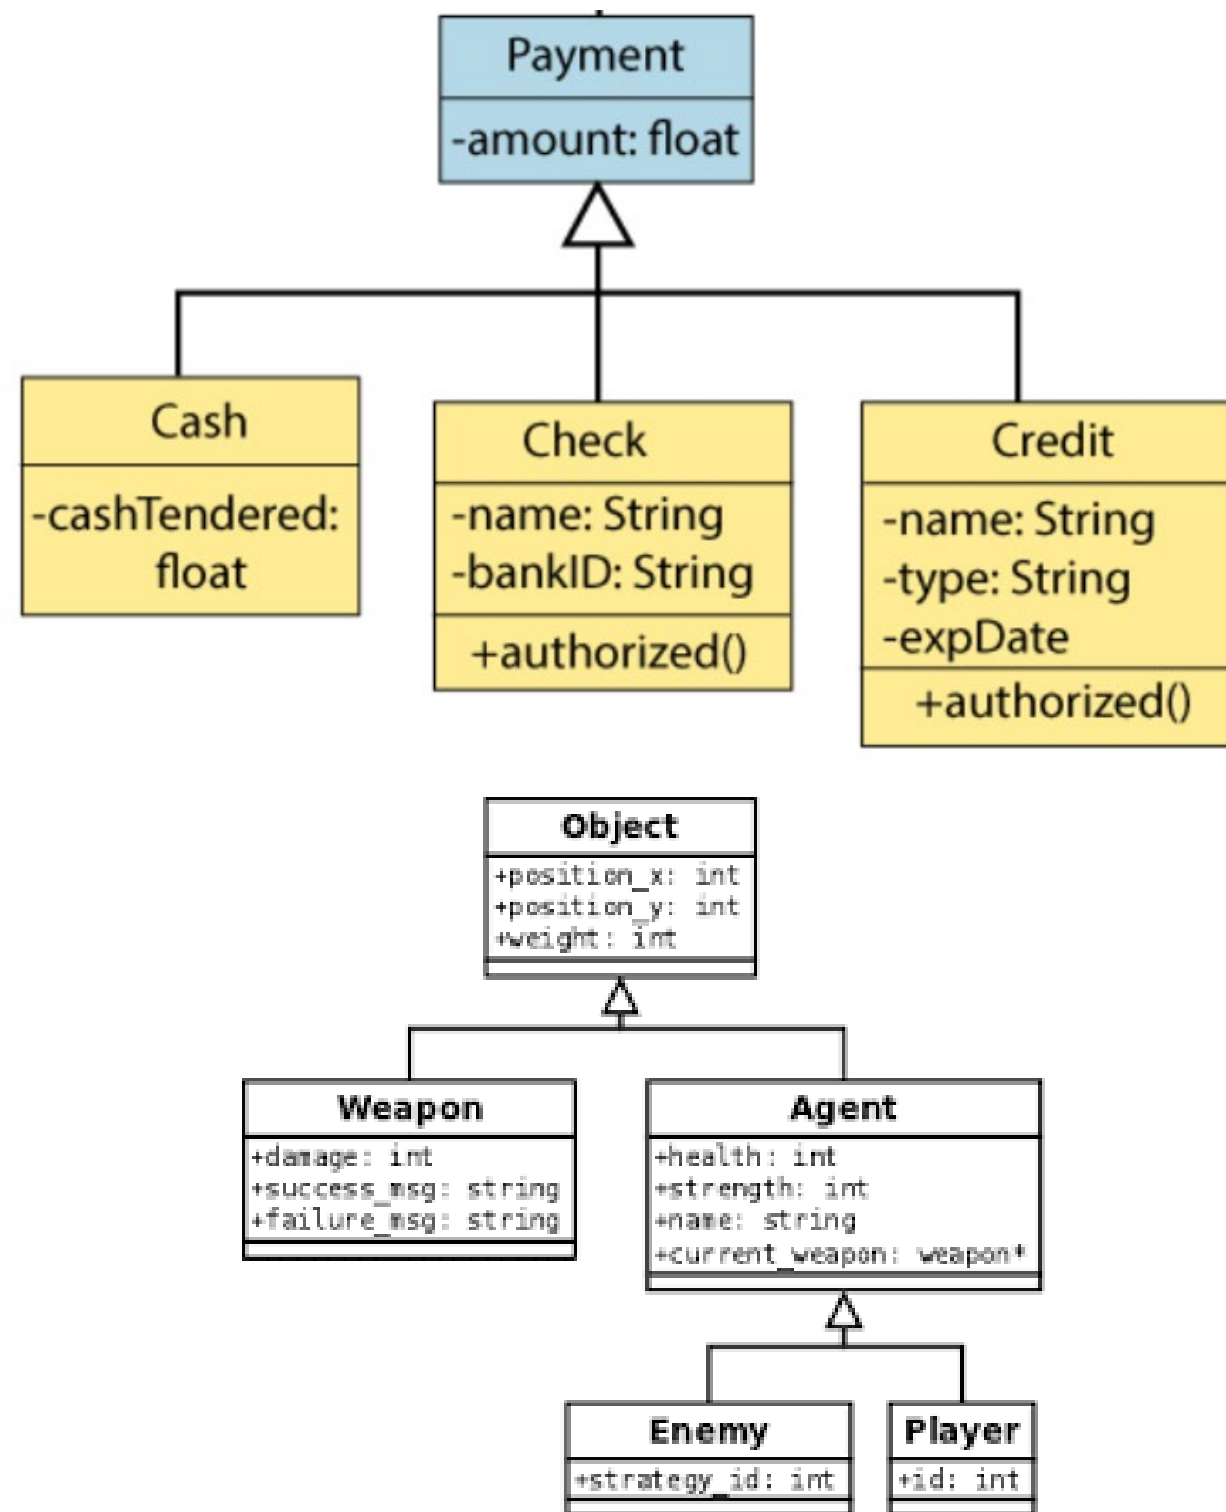 Payment
-amount: float
Cash
-cashTendered:
float
Check
-name: String
-bankID: String
+authorized()
Credit
-name: String
-type: String
-expDate
+authorized()
Object
+position_x: int
+position_y: int
+weight: int
Weapon
+damage: int
+success_msg: string
+failure_msg: string
Agent
+health: int
+strength: int
+name: string
+current_weapon: weapon*
Enemy
+strategy_id: int
Player
+id: int